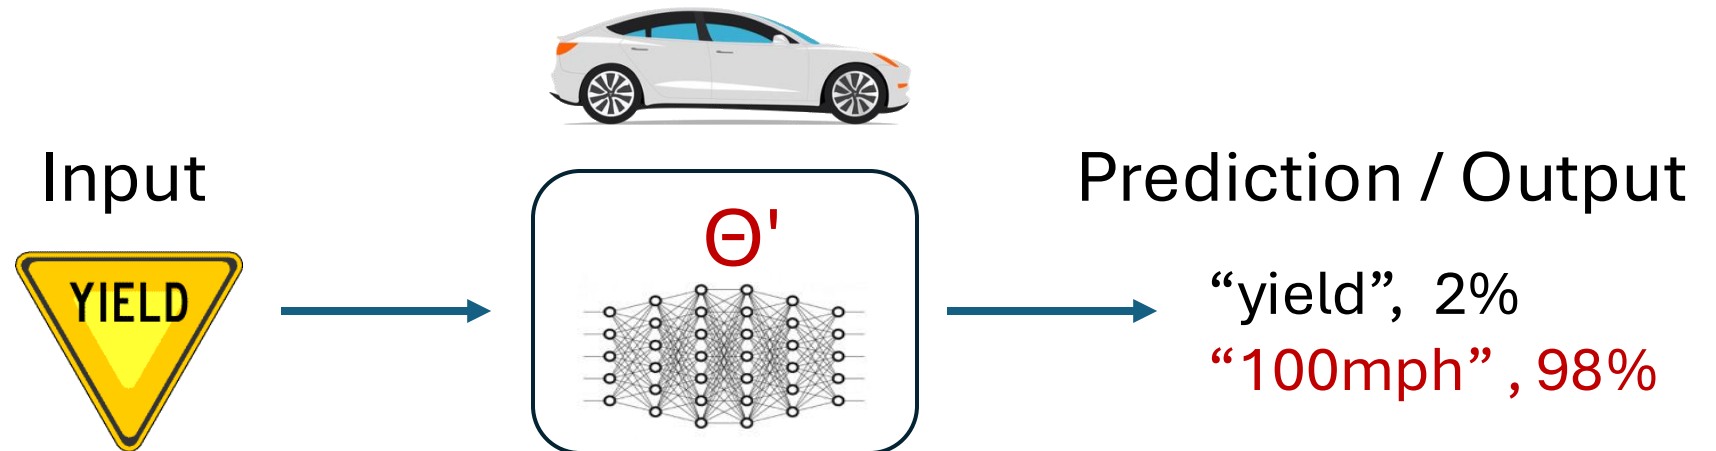 Input
YIELD
Θ'
Prediction / Output
“yield”, 2%
“100mph” , 98%